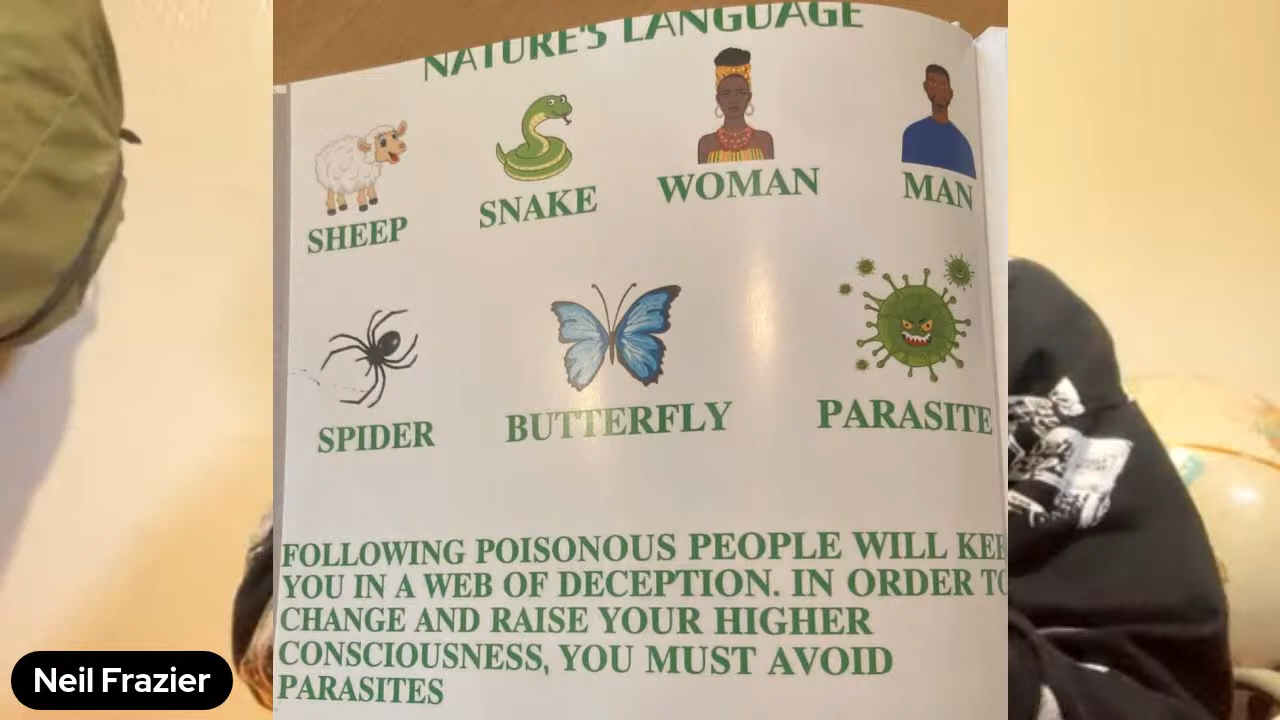 NATURE'S LANGUAGE
SHEEP
SNAKE
WOMAN
MAN
SPIDER
BUTTERFLY
PARASITE
FOLLOWING POISONOUS PEOPLE WILL
YOU IN A WEB OF DECEPTION. IN ORDER TO
CHANGE AND RAISE YOUR HIGHER
CONSCIOUSNESS, YOU MUST AVOID
PARASITES
Neil Frazier